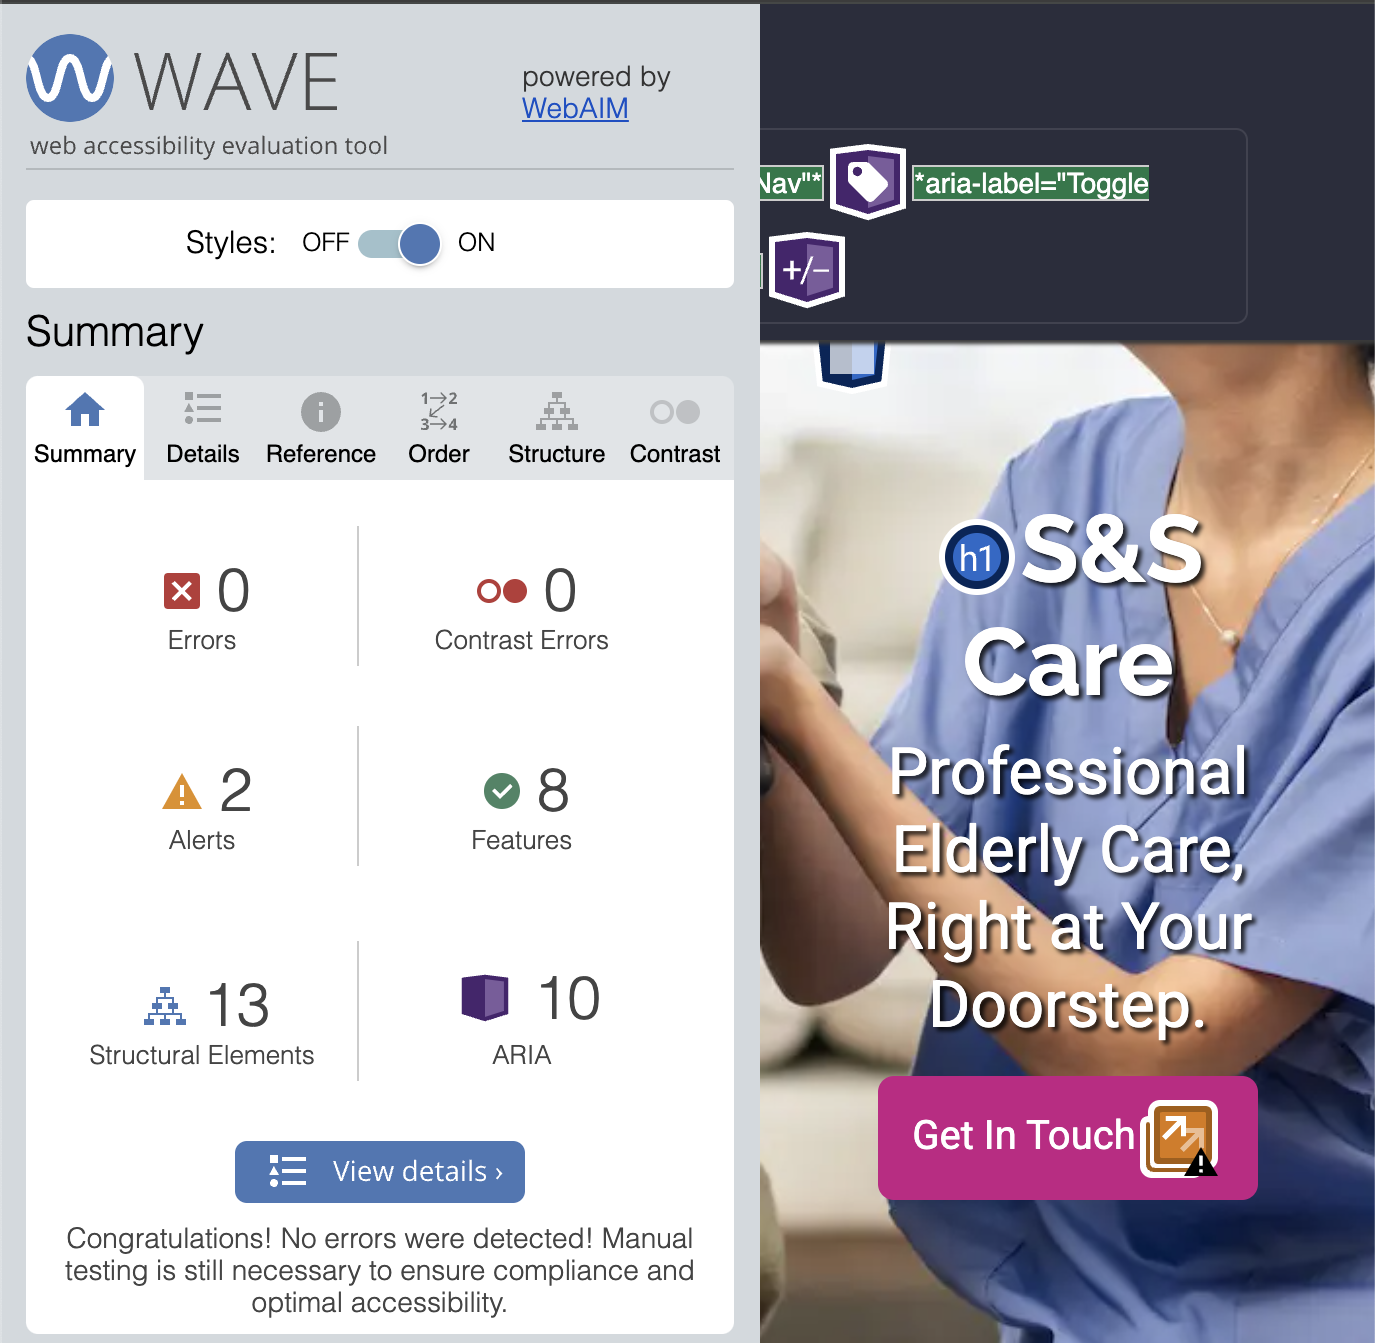 WAVE
powered by
WebAIM
web accessibility evaluation tool
Styles: OFF ON
Summary
1→2
3→4
Summary Details Reference Order Structure Contrast
0
Errors
0
Contrast Errors
2
Alerts
8
Features
13
Structural Elements
10
ARIA
View details ›
Congratulations! No errors were detected! Manual
testing is still necessary to ensure compliance and
optimal accessibility.
Nav"* *aria-label="Toggle
+/-
h1 S&S
Care
Professional
Elderly Care,
Right at Your
Doorstep.
Get In Touch